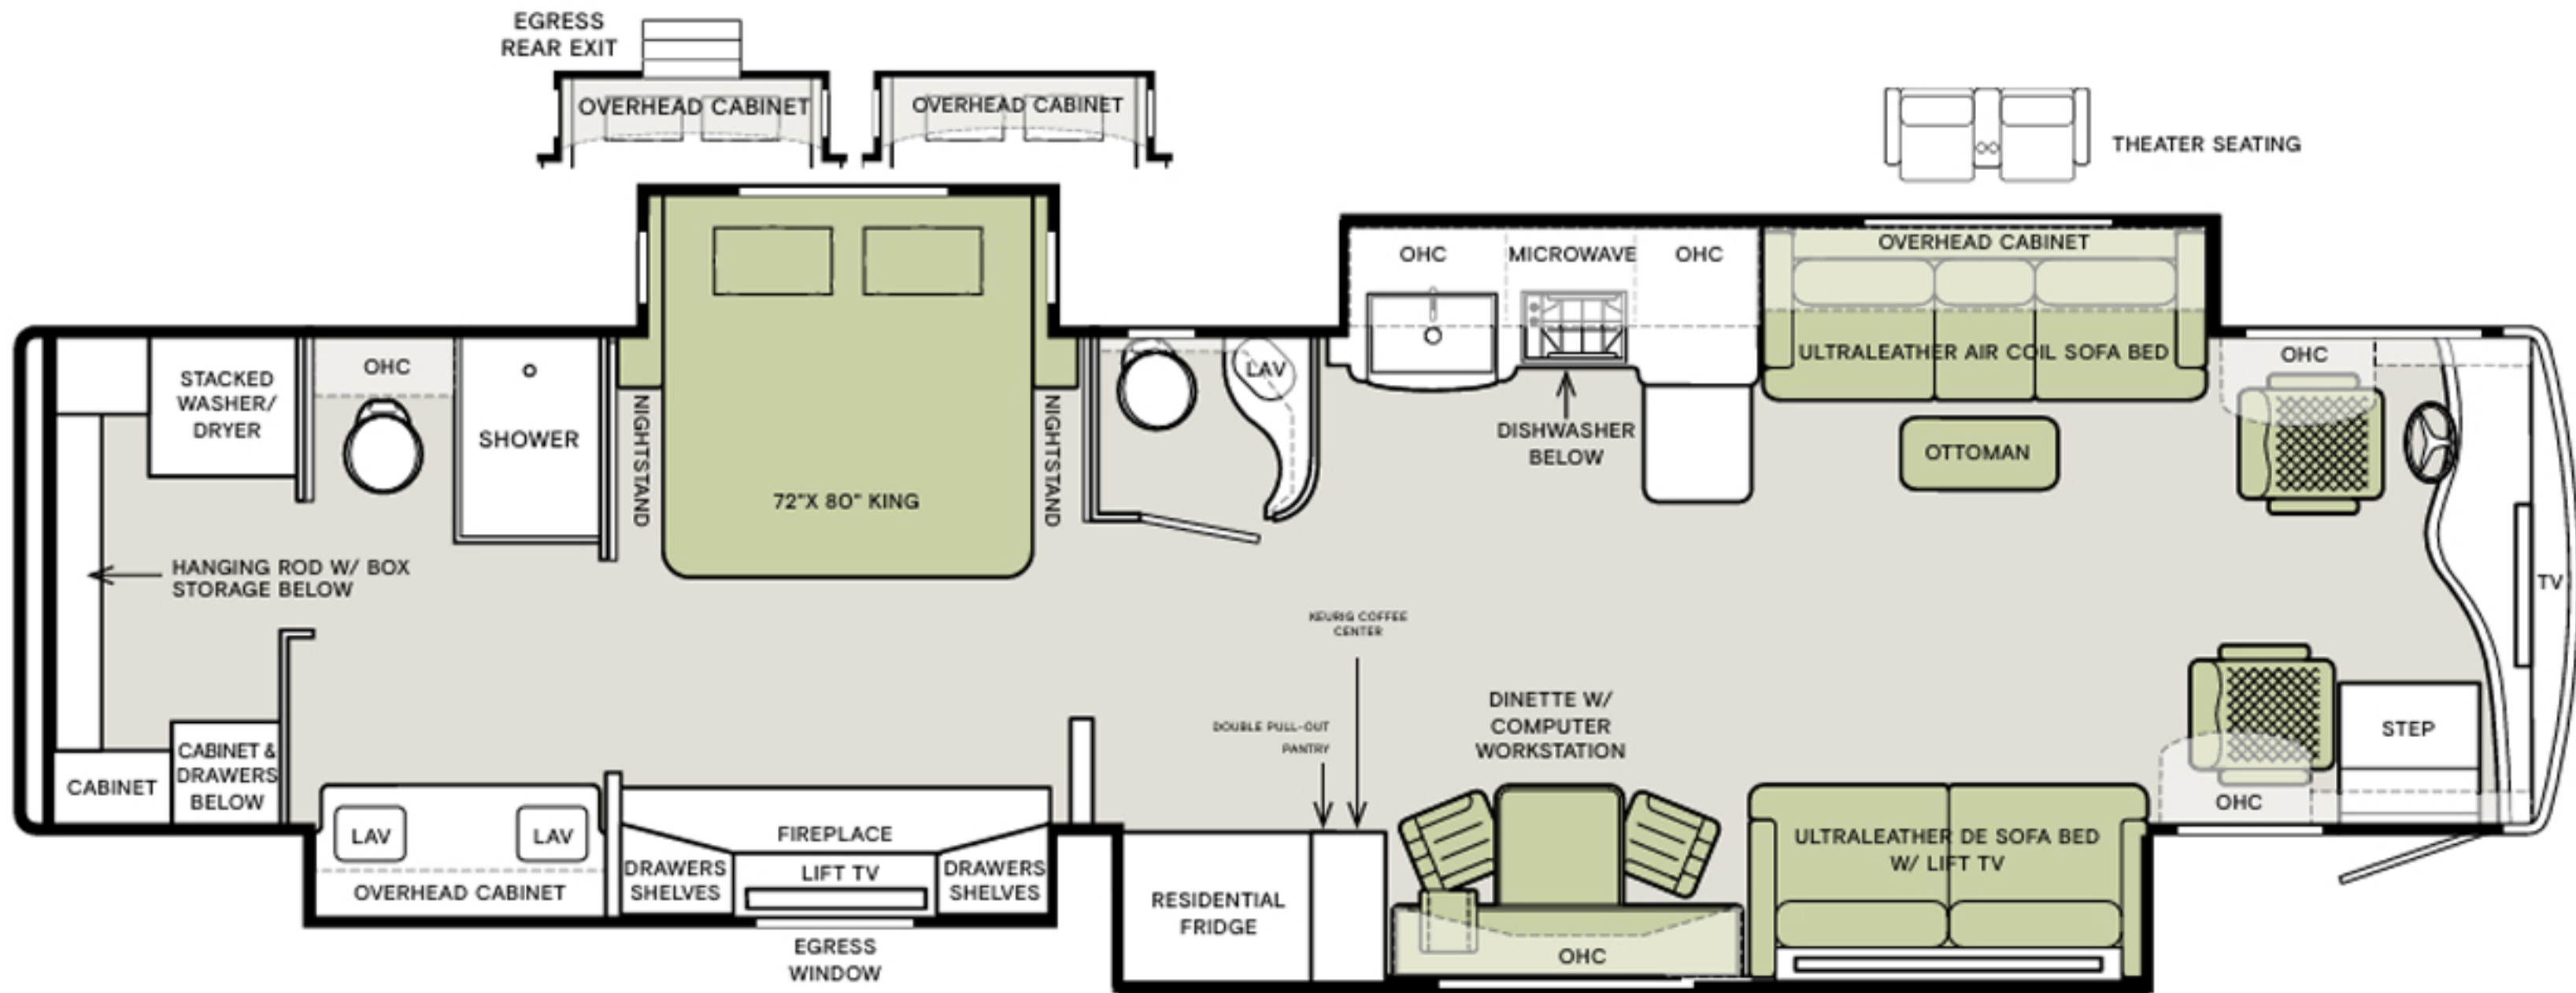 EGRESS
REAR EXIT
OVERHEAD CABINET
OVERHEAD CABINET
THEATER SEATING
STACKED
WASHER/
DRYER
OHC
SHOWER
NIGHTSTAND
72"X 80" KING
NIGHTSTAND
LAV
OHC
MICROWAVE
OHC
DISHWASHER
BELOW
OVERHEAD CABINET
ULTRALEATHER AIR COIL SOFA BED
OTTOMAN
OHC
TV
HANGING ROD W/ BOX
STORAGE BELOW
CABINET
CABINET &
DRAWERS
BELOW
LAV
LAV
OVERHEAD CABINET
FIREPLACE
DRAWERS
SHELVES
LIFT TV
DRAWERS
SHELVES
EGRESS
WINDOW
KEURIG COFFEE
CENTER
DOUBLE PULL-OUT
PANTRY
RESIDENTIAL
FRIDGE
DINETTE W/
COMPUTER
WORKSTATION
OHC
ULTRALEATHER DE SOFA BED
W/ LIFT TV
STEP
OHC